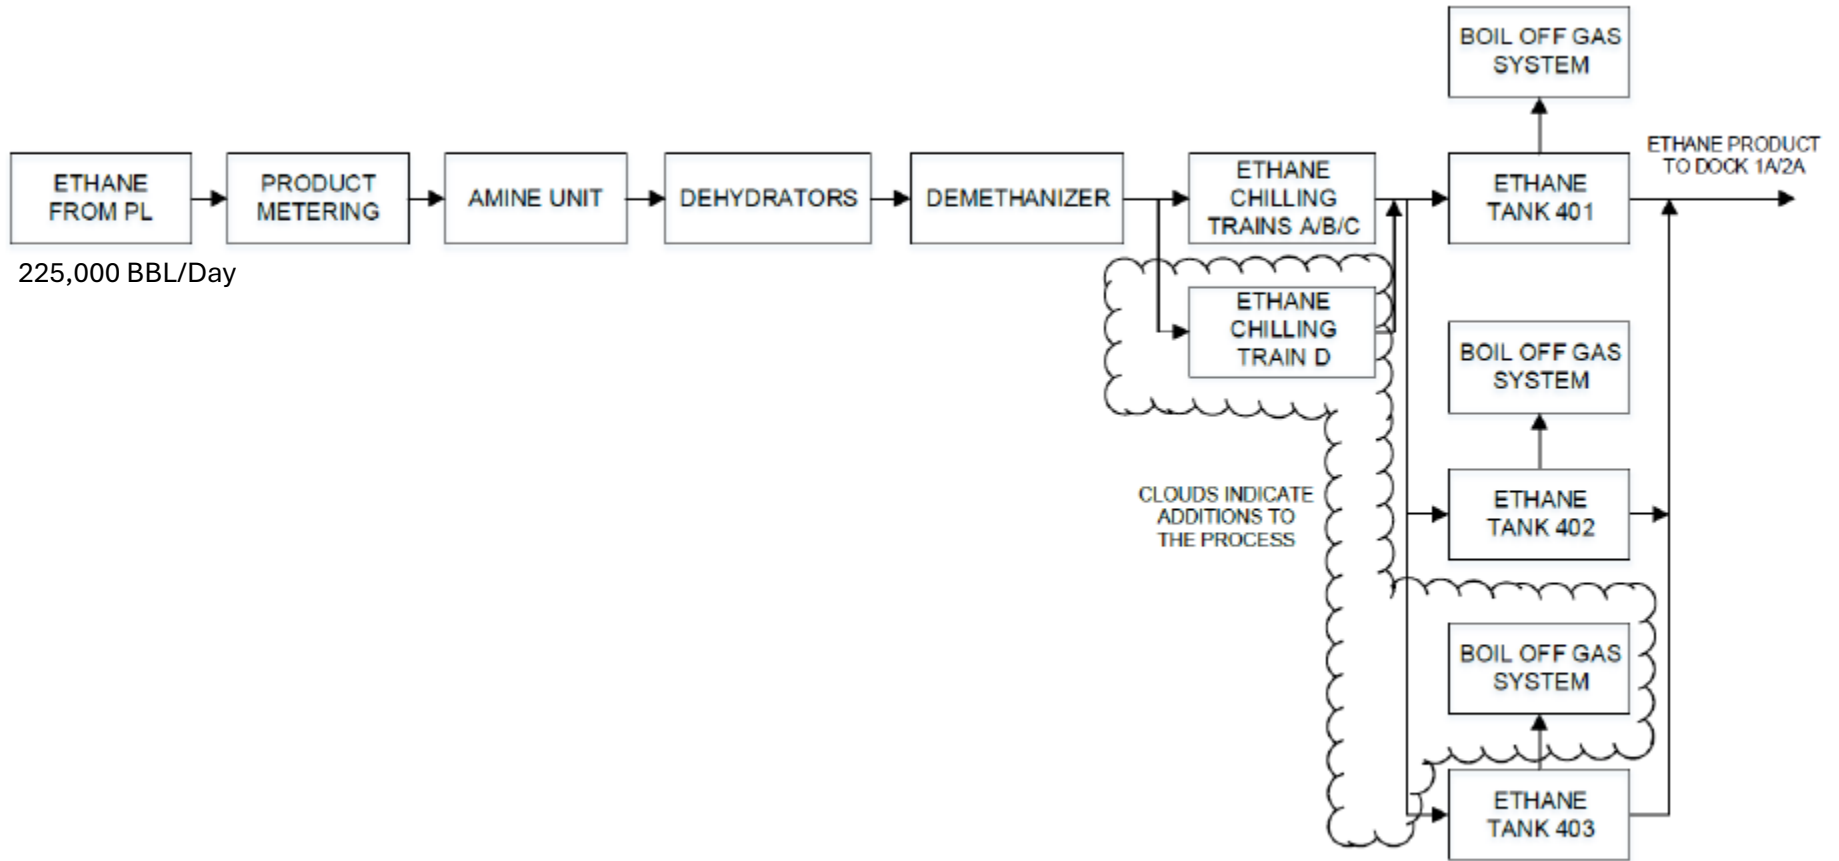 BOIL OFF GAS
SYSTEM
ETHANE PRODUCT
TO DOCK 1A/2A
ETHANE
FROM PL
PRODUCT
METERING
AMINE UNIT
DEHYDRATORS
DEMETHANIZER
ETHANE
CHILLING
TRAINS A/B/C
ETHANE
TANK 401
225,000 BBL/Day
ETHANE
CHILLING
TRAIN D
BOIL OFF GAS
SYSTEM
CLOUDS INDICATE
ADDITIONS TO
THE PROCESS
ETHANE
TANK 402
BOIL OFF GAS
SYSTEM
ETHANE
TANK 403